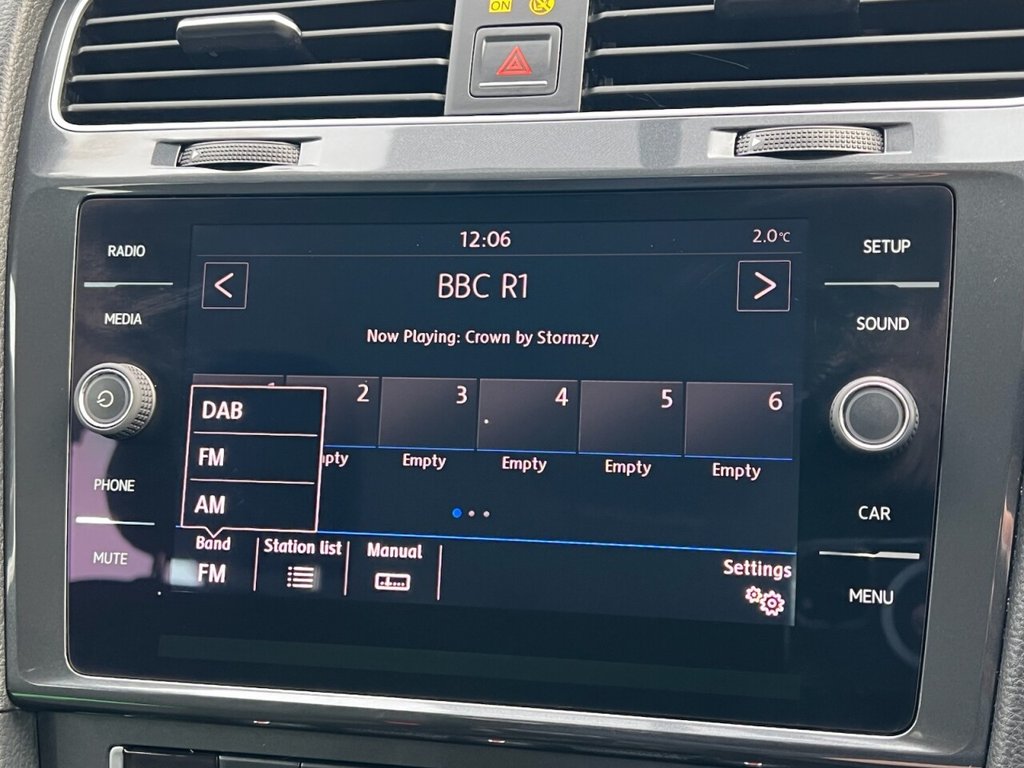 ON
RADIO
MEDIA
PHONE
MUTE
12:06
2.0°C
<
BBC R1
>
Now Playing: Crown by Stormzy
2
3
4
5
6
Empty
Empty
Empty
Empty
DAB
FM
AM
Band
FM
Station list
Manual
Settings
SETUP
SOUND
CAR
MENU